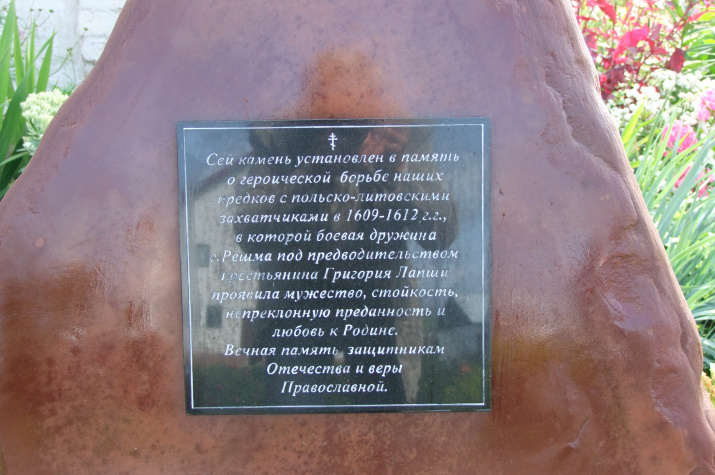 Сей камень установлен в память
о героической борьбе наших
предков с польско-литовскими
захватчиками в 1609-1612 г.г.,
в которой боевая дружина
с.Решма под предводительством
крестьянина Григория Лапши
проявила мужество, стойкость,
непреклонную преданность и
любовь к Родине.
Вечная память защитникам
Отечества и веры
Православной.